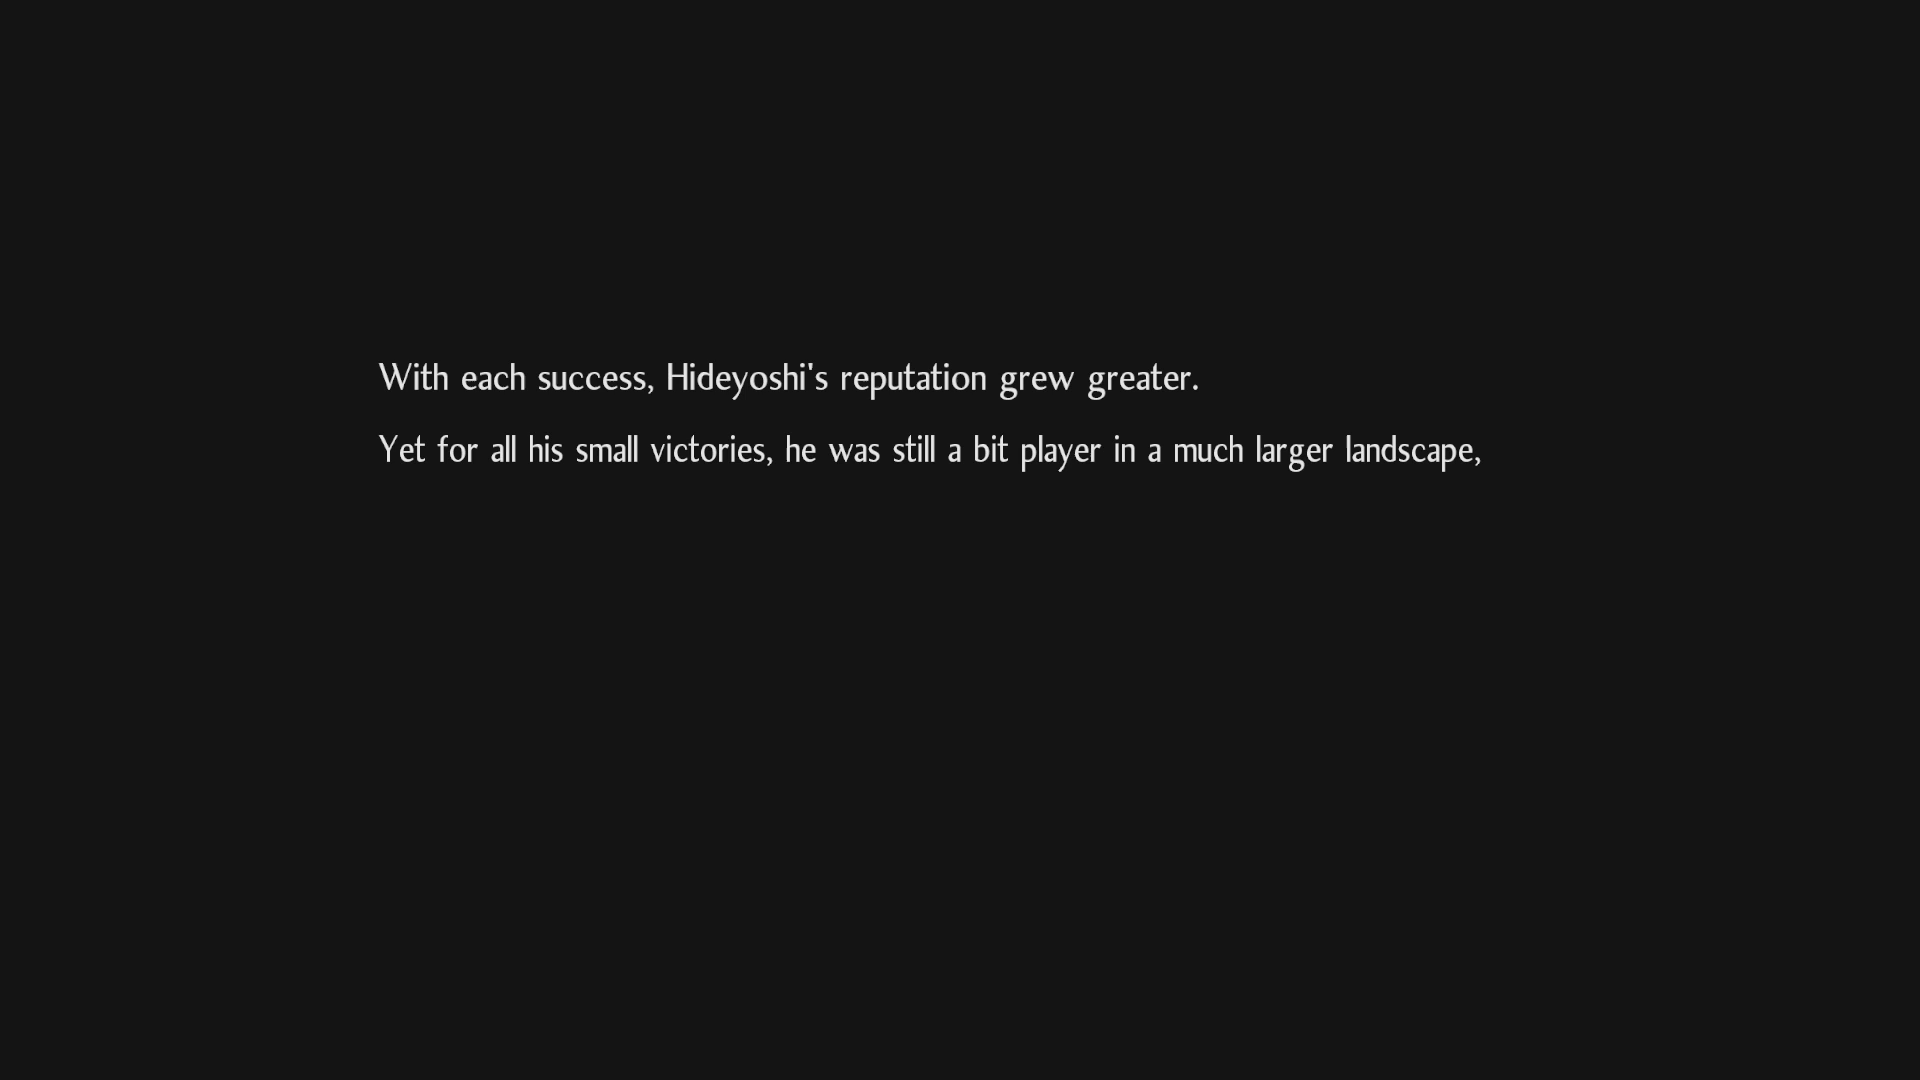 With each success, Hideyoshi's reputation grew greater.
Yet for all his small victories, he was still a bit player in a much larger landscape,